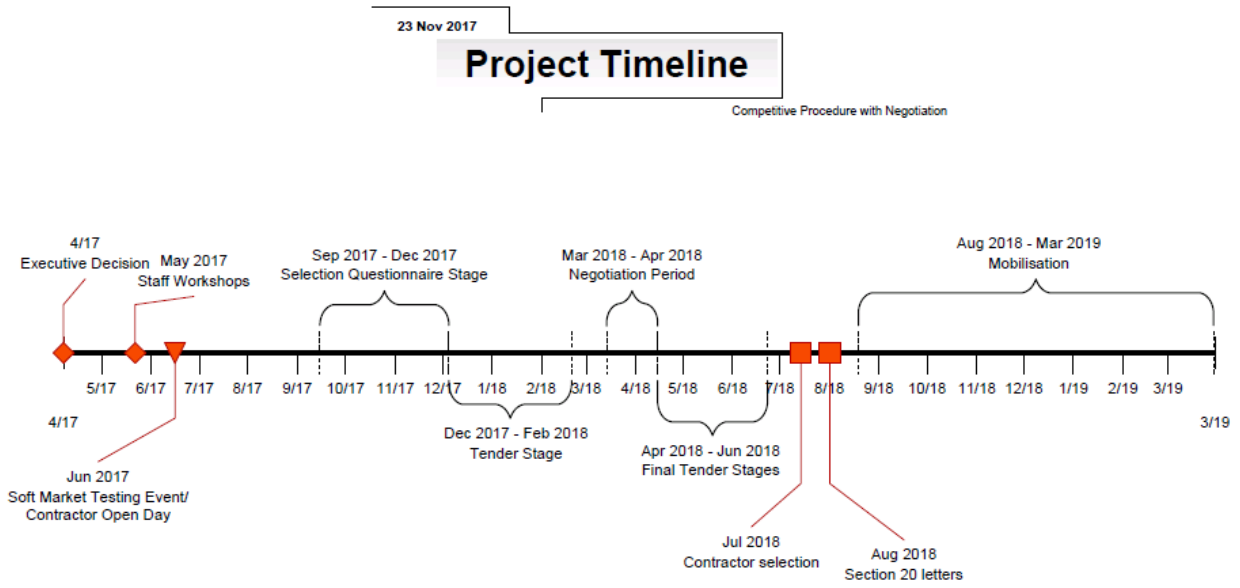 23 Nov 2017
Project Timeline
Competitive Procedure with Negotiation
4/17
Executive Decision
May 2017
Staff Workshops
Sep 2017 - Dec 2017
Selection Questionnaire Stage
Mar 2018 - Apr 2018
Negotiation Period
Aug 2018 - Mar 2019
Mobilisation
5/17 6/17 7/17 8/17 9/17 10/17 11/17 12/17 1/18 2/18 3/18 4/18 5/18 6/18 7/18 8/18 9/18 10/18 11/18 12/18 1/19 2/19 3/19
4/17
3/19
Dec 2017 - Feb 2018
Tender Stage
Apr 2018 - Jun 2018
Final Tender Stages
Jun 2017
Soft Market Testing Event/
Contractor Open Day
Jul 2018
Contractor selection
Aug 2018
Section 20 letters